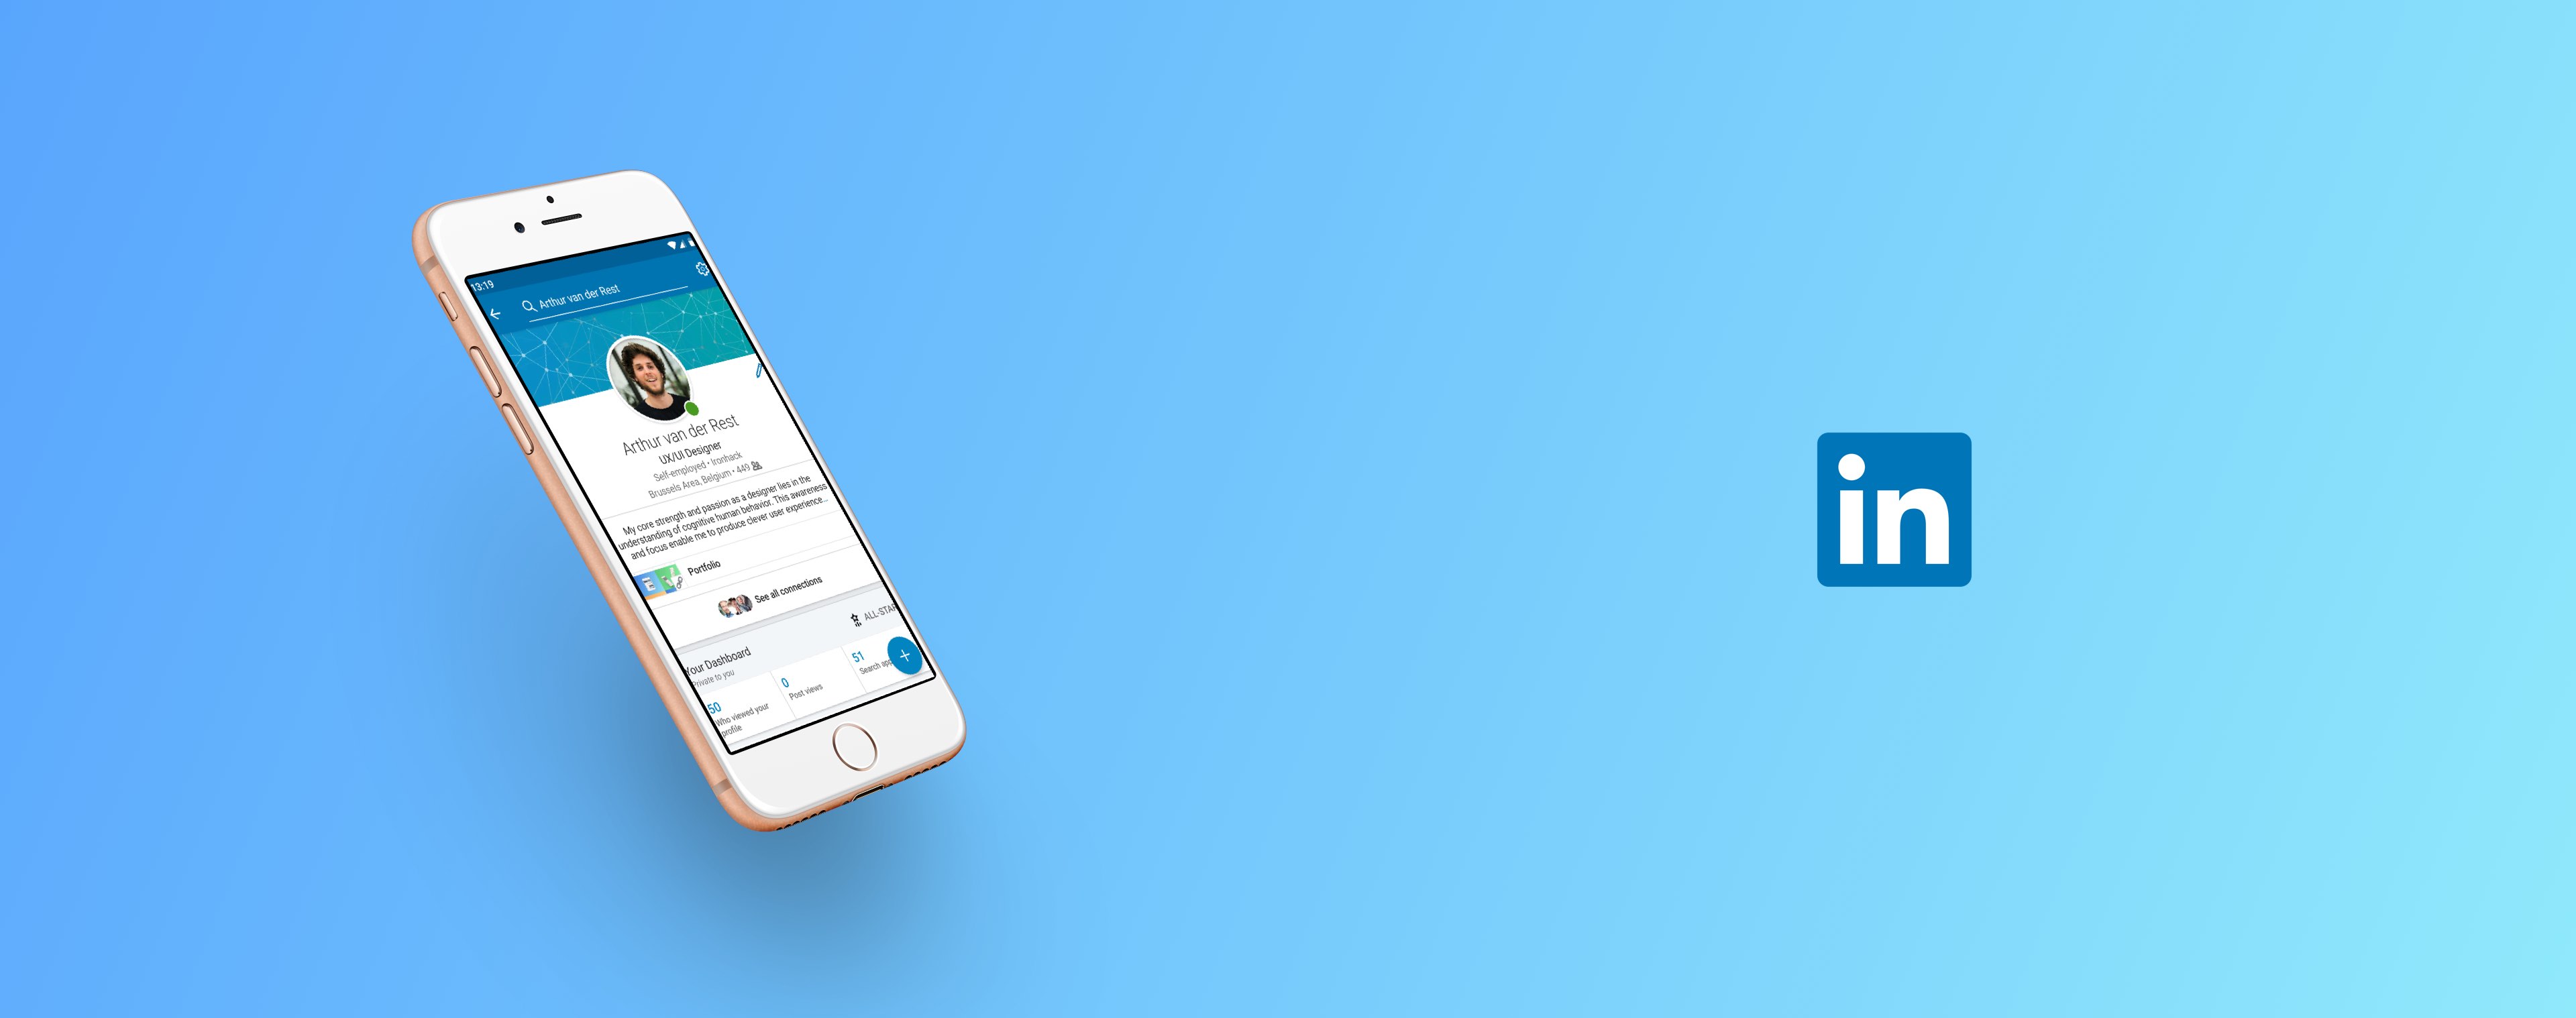 13:19
Arthur van der Rest
Arthur van der Rest
UX/UI Designer
Self-employed • Ironhack
Brussels Area, Belgium • 449
My core strength and passion as a designer lies in the
understanding of cognitive human behavior. This awareness
and focus enable me to produce clever user experience...
Portfolio
See all connections
Your Dashboard
Private to you
ALL-STAR
50
Who viewed your
profile
0
Post views
51
Search app
in